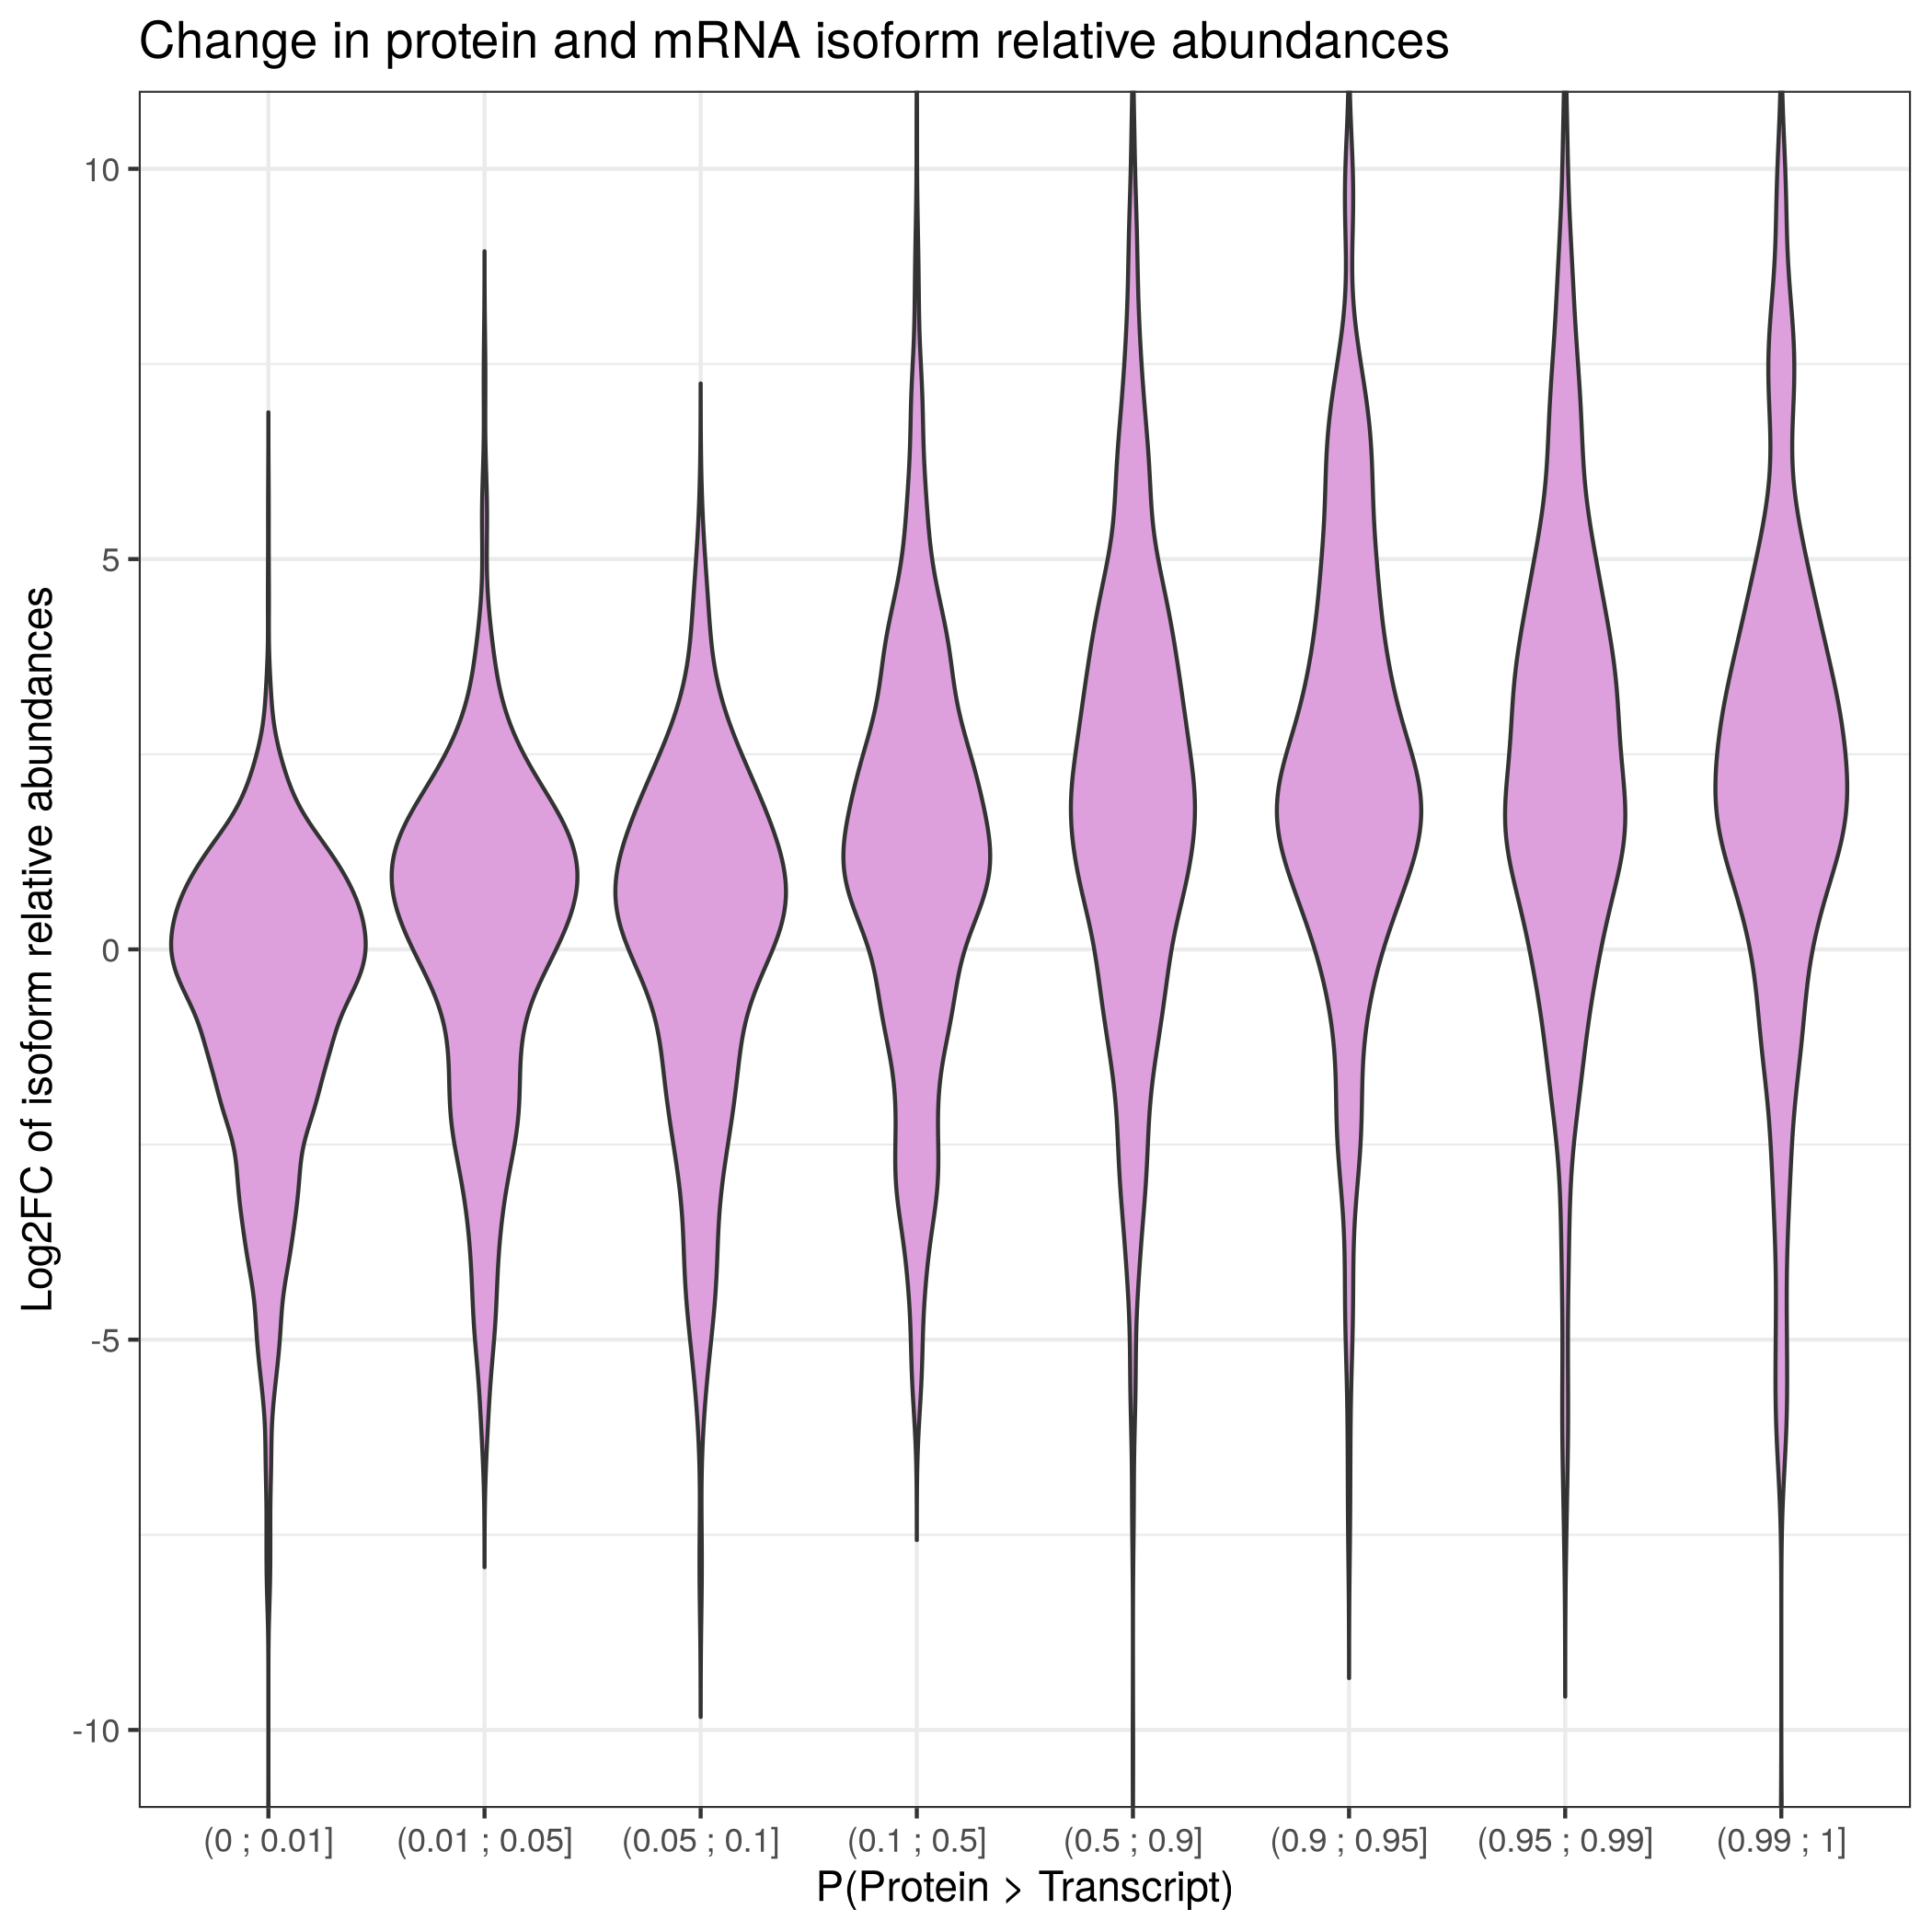 Change in protein and mRNA isoform relative abundances
Log2FC of isoform relative abundances
10
5
0
-5
-10
(0 ; 0.01]
(0.01 ; 0.05]
(0.05 ; 0.1]
(0.1 ; 0.5]
(0.5 ; 0.9]
(0.9 ; 0.95]
(0.95 ; 0.99]
(0.99 ; 1]
P(Protein > Transcript)